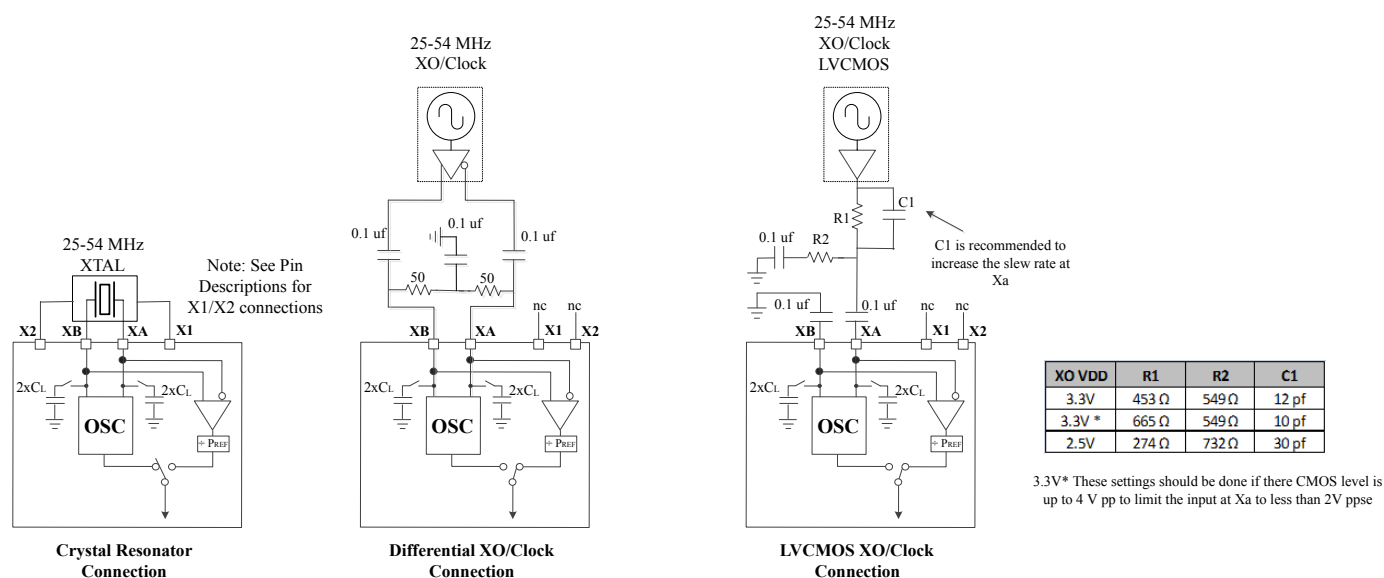 25-54 MHz
XTAL
Note: See Pin
Descriptions for
X1/X2 connections
X2
XB
XA
X1
2xCL
2xCL
OSC
÷ PREF
Crystal Resonator
Connection
25-54 MHz
XO/Clock
0.1 uf
0.1 uf
0.1 uf
50
50
nc
nc
XB
XA
X1
X2
2xCL
2xCL
OSC
÷ PREF
Differential XO/Clock
Connection
25-54 MHz
XO/Clock
LVCMOS
C1
R1
0.1 uf
R2
C1 is recommended to
increase the slew rate at
Xa
0.1 uf
0.1 uf
nc
nc
XB
XA
X1
X2
2xCL
2xCL
OSC
÷ PREF
LVCMOS XO/Clock
Connection
XO VDD R1 R2 C1
3.3V 453 Ω 549 Ω 12 pf
3.3V * 665 Ω 549 Ω 10 pf
2.5V 274 Ω 732 Ω 30 pf
3.3V* These settings should be done if there CMOS level is
up to 4 V pp to limit the input at Xa to less than 2V ppse